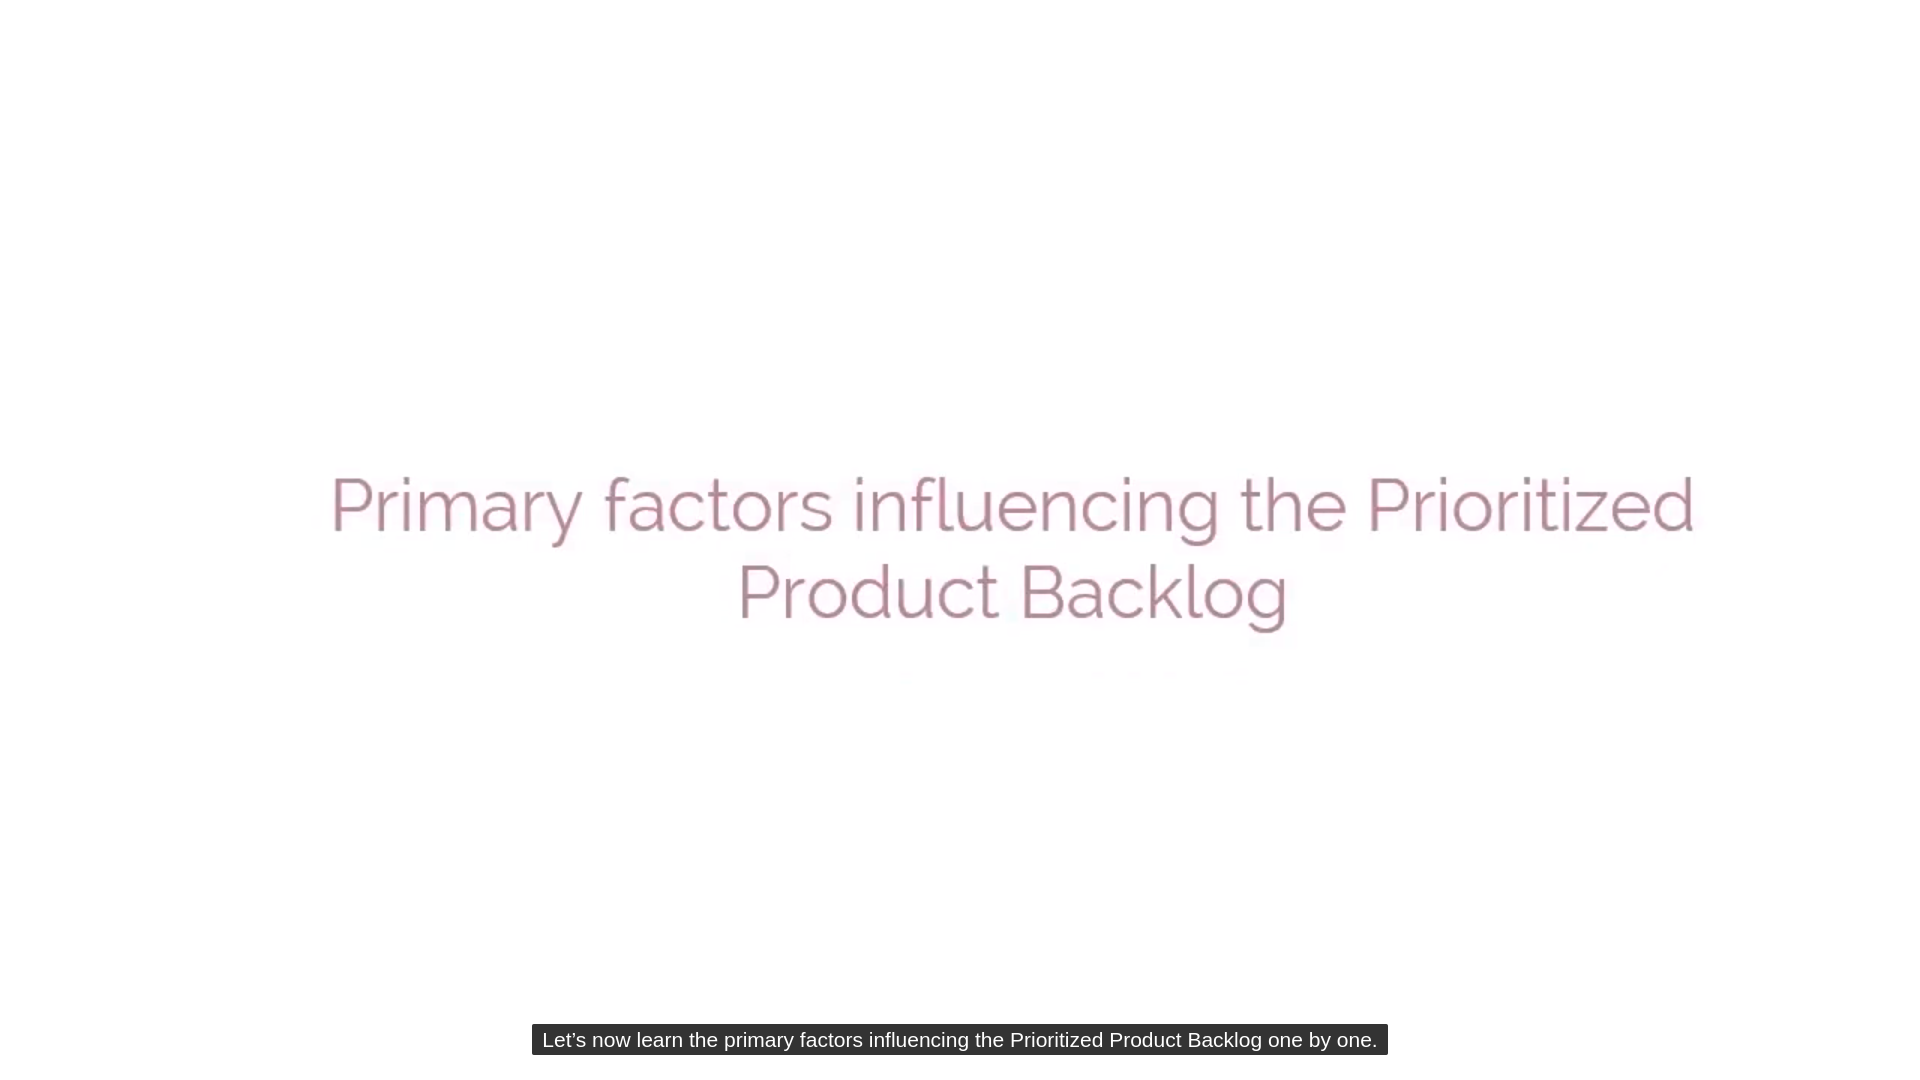 Primary factors influencing the Prioritized
Product Backlog
Let’s now learn the primary factors influencing the Prioritized Product Backlog one by one.